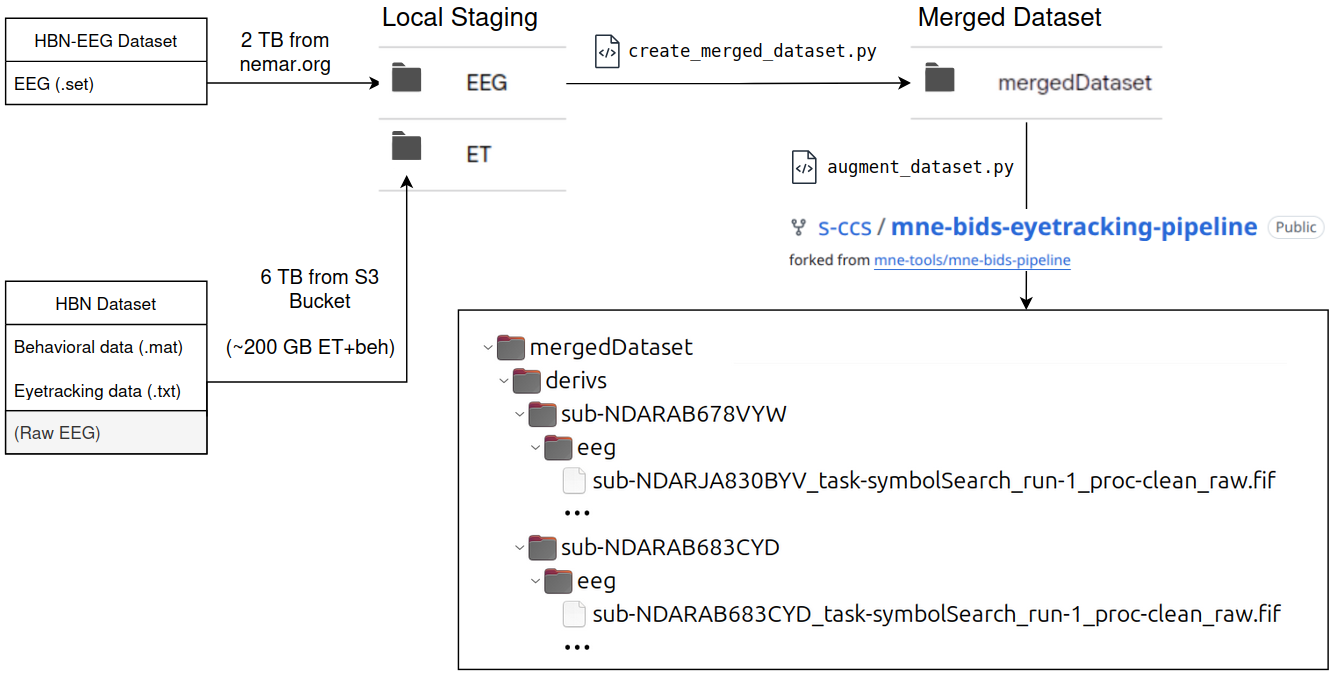 Local Staging
Merged Dataset
HBN-EEG Dataset
EEG (.set)
2 TB from
nemar.org
EEG
ET
</> create_merged_dataset.py
mergedDataset
</> augment_dataset.py
s-ccs / mne-bids-eyetracking-pipeline Public
forked from mne-tools/mne-bids-pipeline
HBN Dataset
Behavioral data (.mat)
Eyetracking data (.txt)
(Raw EEG)
6 TB from S3
Bucket
(~200 GB ET+beh)
mergedDataset
derivs
sub-NDARAB678VYW
eeg
sub-NDARJA830BYV_task-symbolSearch_run-1_proc-clean_raw.fif
...
sub-NDARAB683CYD
eeg
sub-NDARAB683CYD_task-symbolSearch_run-1_proc-clean_raw.fif
...